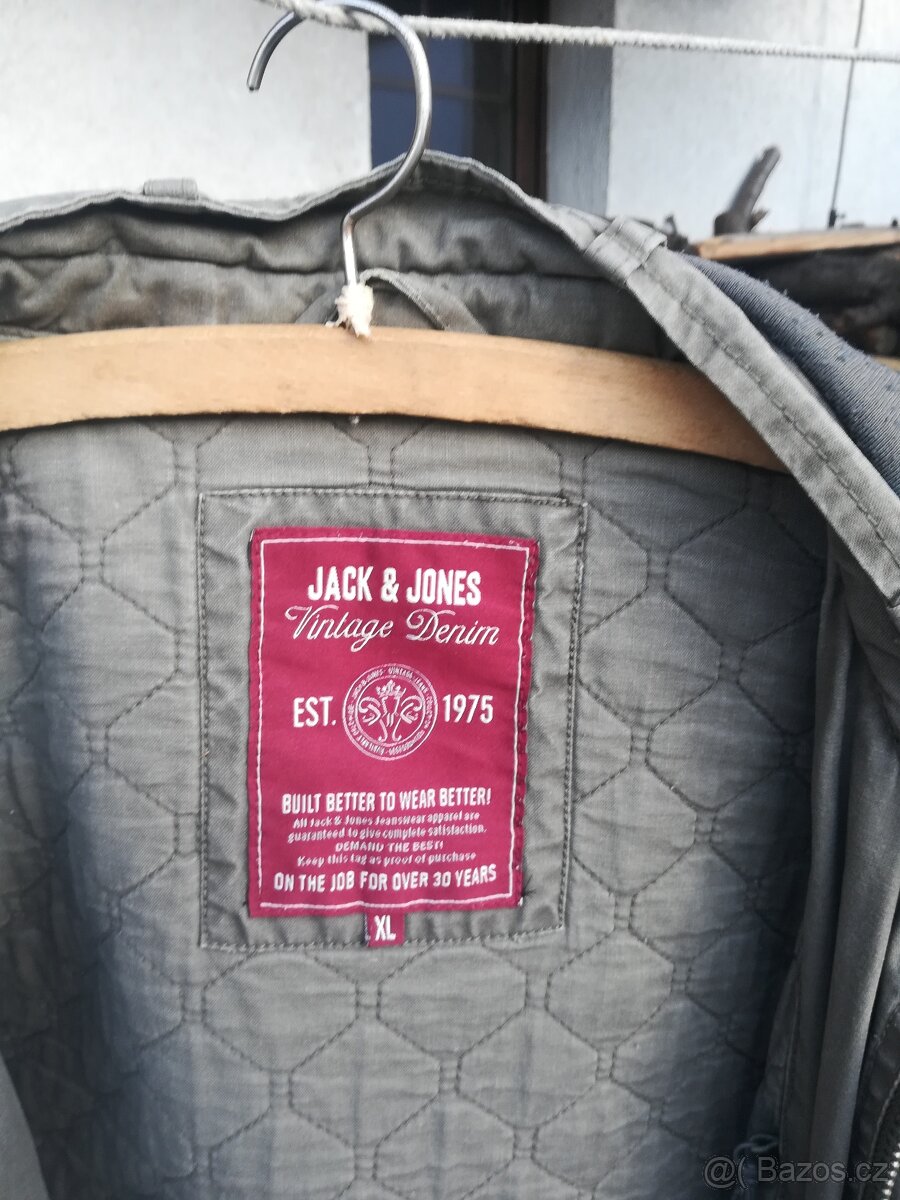 JACK & JONES
Vintage Denim
EST. 1975
BUILT BETTER TO WEAR BETTER!
All Jack & Jones Jeanswear apparel are
guaranteed to give complete satisfaction.
DEMAND THE BEST!
Keep this tag as proof of purchase
ON THE JOB FOR OVER 30 YEARS
XL
@( Bazos.cz